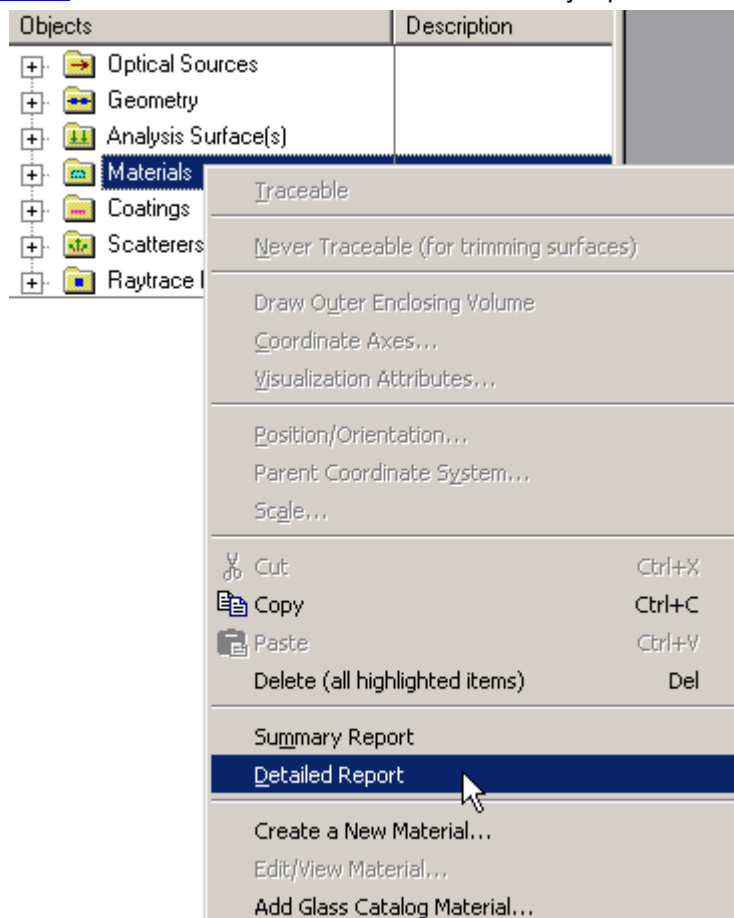 Objects Description
Optical Sources
Geometry
Analysis Surface(s)
Materials
Coatings
Scatterers
Raytrace
Traceable
Never Traceable (for trimming surfaces)
Draw Outer Enclosing Volume
Coordinate Axes...
Visualization Attributes...
Position/Orientation...
Parent Coordinate System...
Scale...
Cut Ctrl+X
Copy Ctrl+C
Paste Ctrl+V
Delete (all highlighted items) Del
Summary Report
Detailed Report
Create a New Material...
Edit/View Material...
Add Glass Catalog Material...